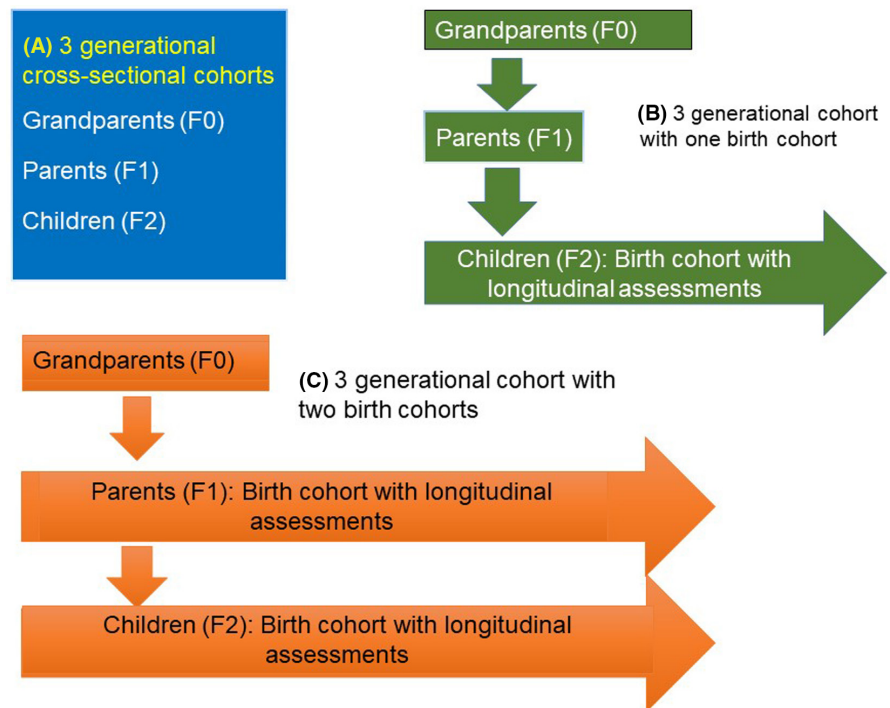 (A) 3 generational
cross-sectional cohorts
Grandparents (F0)
Parents (F1)
Children (F2)
Grandparents (F0)
Parents (F1)
(B) 3 generational cohort
with one birth cohort
Children (F2): Birth cohort with
longitudinal assessments
Grandparents (F0)
(C) 3 generational cohort with
two birth cohorts
Parents (F1): Birth cohort with longitudinal
assessments
Children (F2): Birth cohort with longitudinal
assessments